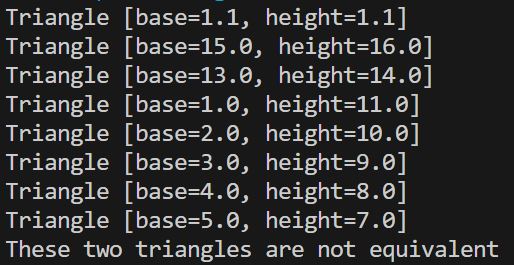 Triangle [base=1.1, height=1.1]
Triangle [base=15.0, height=16.0]
Triangle [base=13.0, height=14.0]
Triangle [base=1.0, height=11.0]
Triangle [base=2.0, height=10.0]
Triangle [base=3.0, height=9.0]
Triangle [base=4.0, height=8.0]
Triangle [base=5.0, height=7.0]
These two triangles are not equivalent